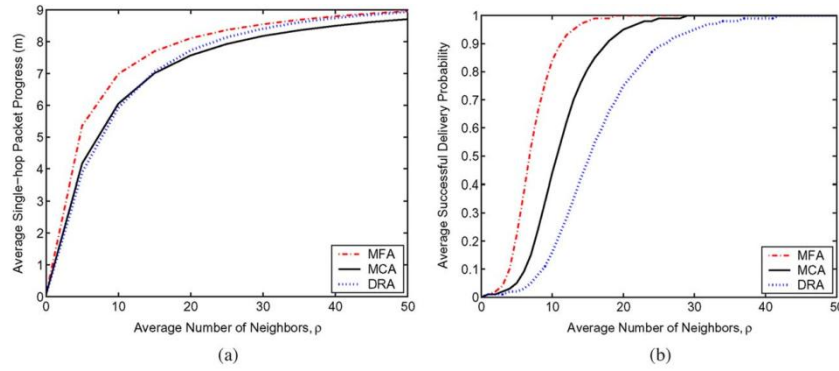 Average Single-hop Packet Progress (m)
9
8
7
6
5
4
3
2
1
0
0 10 20 30 40 50
MFA
MCA
DRA
Average Number of Neighbors, ρ
(a)
Average Successful Delivery Probability
1
0.9
0.8
0.7
0.6
0.5
0.4
0.3
0.2
0.1
0
0 10 20 30 40 50
MFA
MCA
DRA
Average Number of Neighbors, ρ
(b)